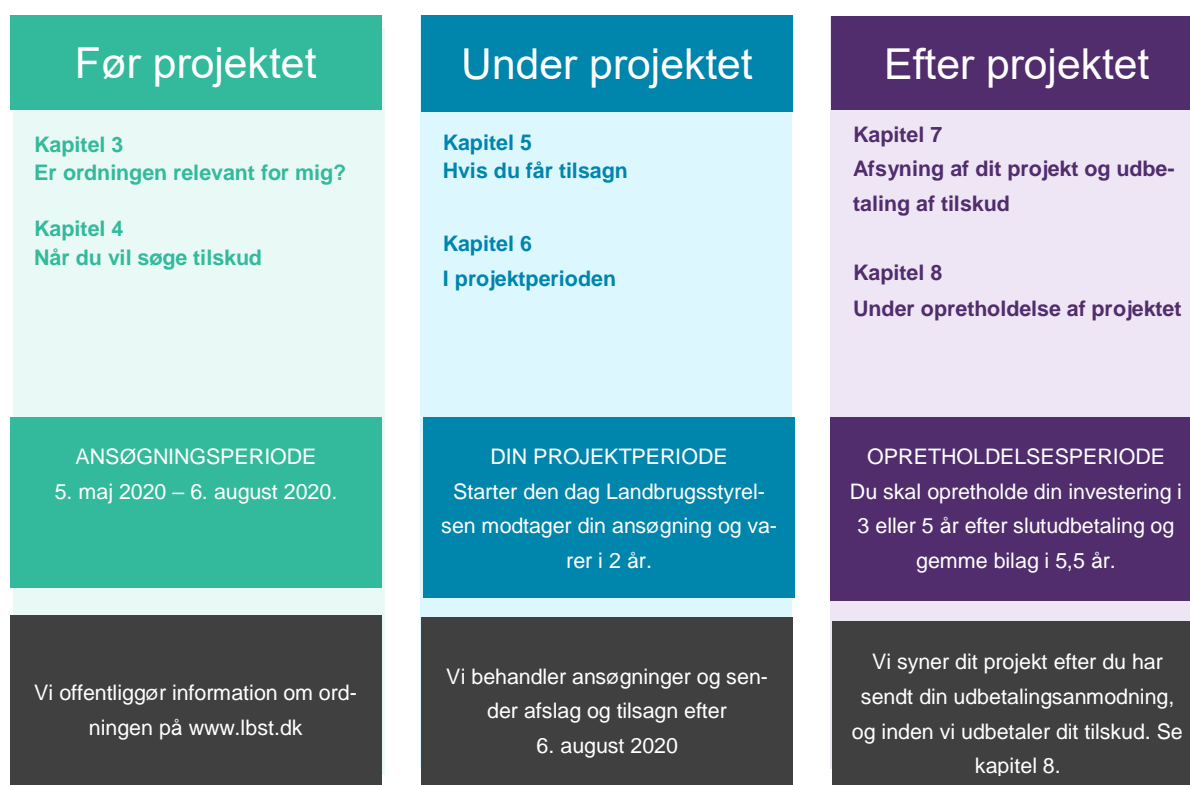 Før projektet
Kapitel 3
Er ordningen relevant for mig?
Kapitel 4
Når du vil søge tilskud
ANSØGNINGSPERIODE
5. maj 2020 – 6. august 2020.
Vi offentliggør information om ord-
ningen på www.lbst.dk
Under projektet
Kapitel 5
Hvis du får tilsagn
Kapitel 6
I projektperioden
DIN PROJEKTPERIODE
Starter den dag Landbrugsstyrel-
sen modtager din ansøgning og va-
rer i 2 år.
Vi behandler ansøgninger og sen-
der afslag og tilsagn efter
6. august 2020
Efter projektet
Kapitel 7
Afsyning af dit projekt og udbe-
taling af tilskud
Kapitel 8
Under opretholdelse af projektet
OPRETHOLDELSESPERIODE
Du skal opretholde din investering i
3 eller 5 år efter slutudbetaling og
gemme bilag i 5,5 år.
Vi syner dit projekt efter du har
sendt din udbetalingsanmodning,
og inden vi udbetaler dit tilskud. Se
kapitel 8.